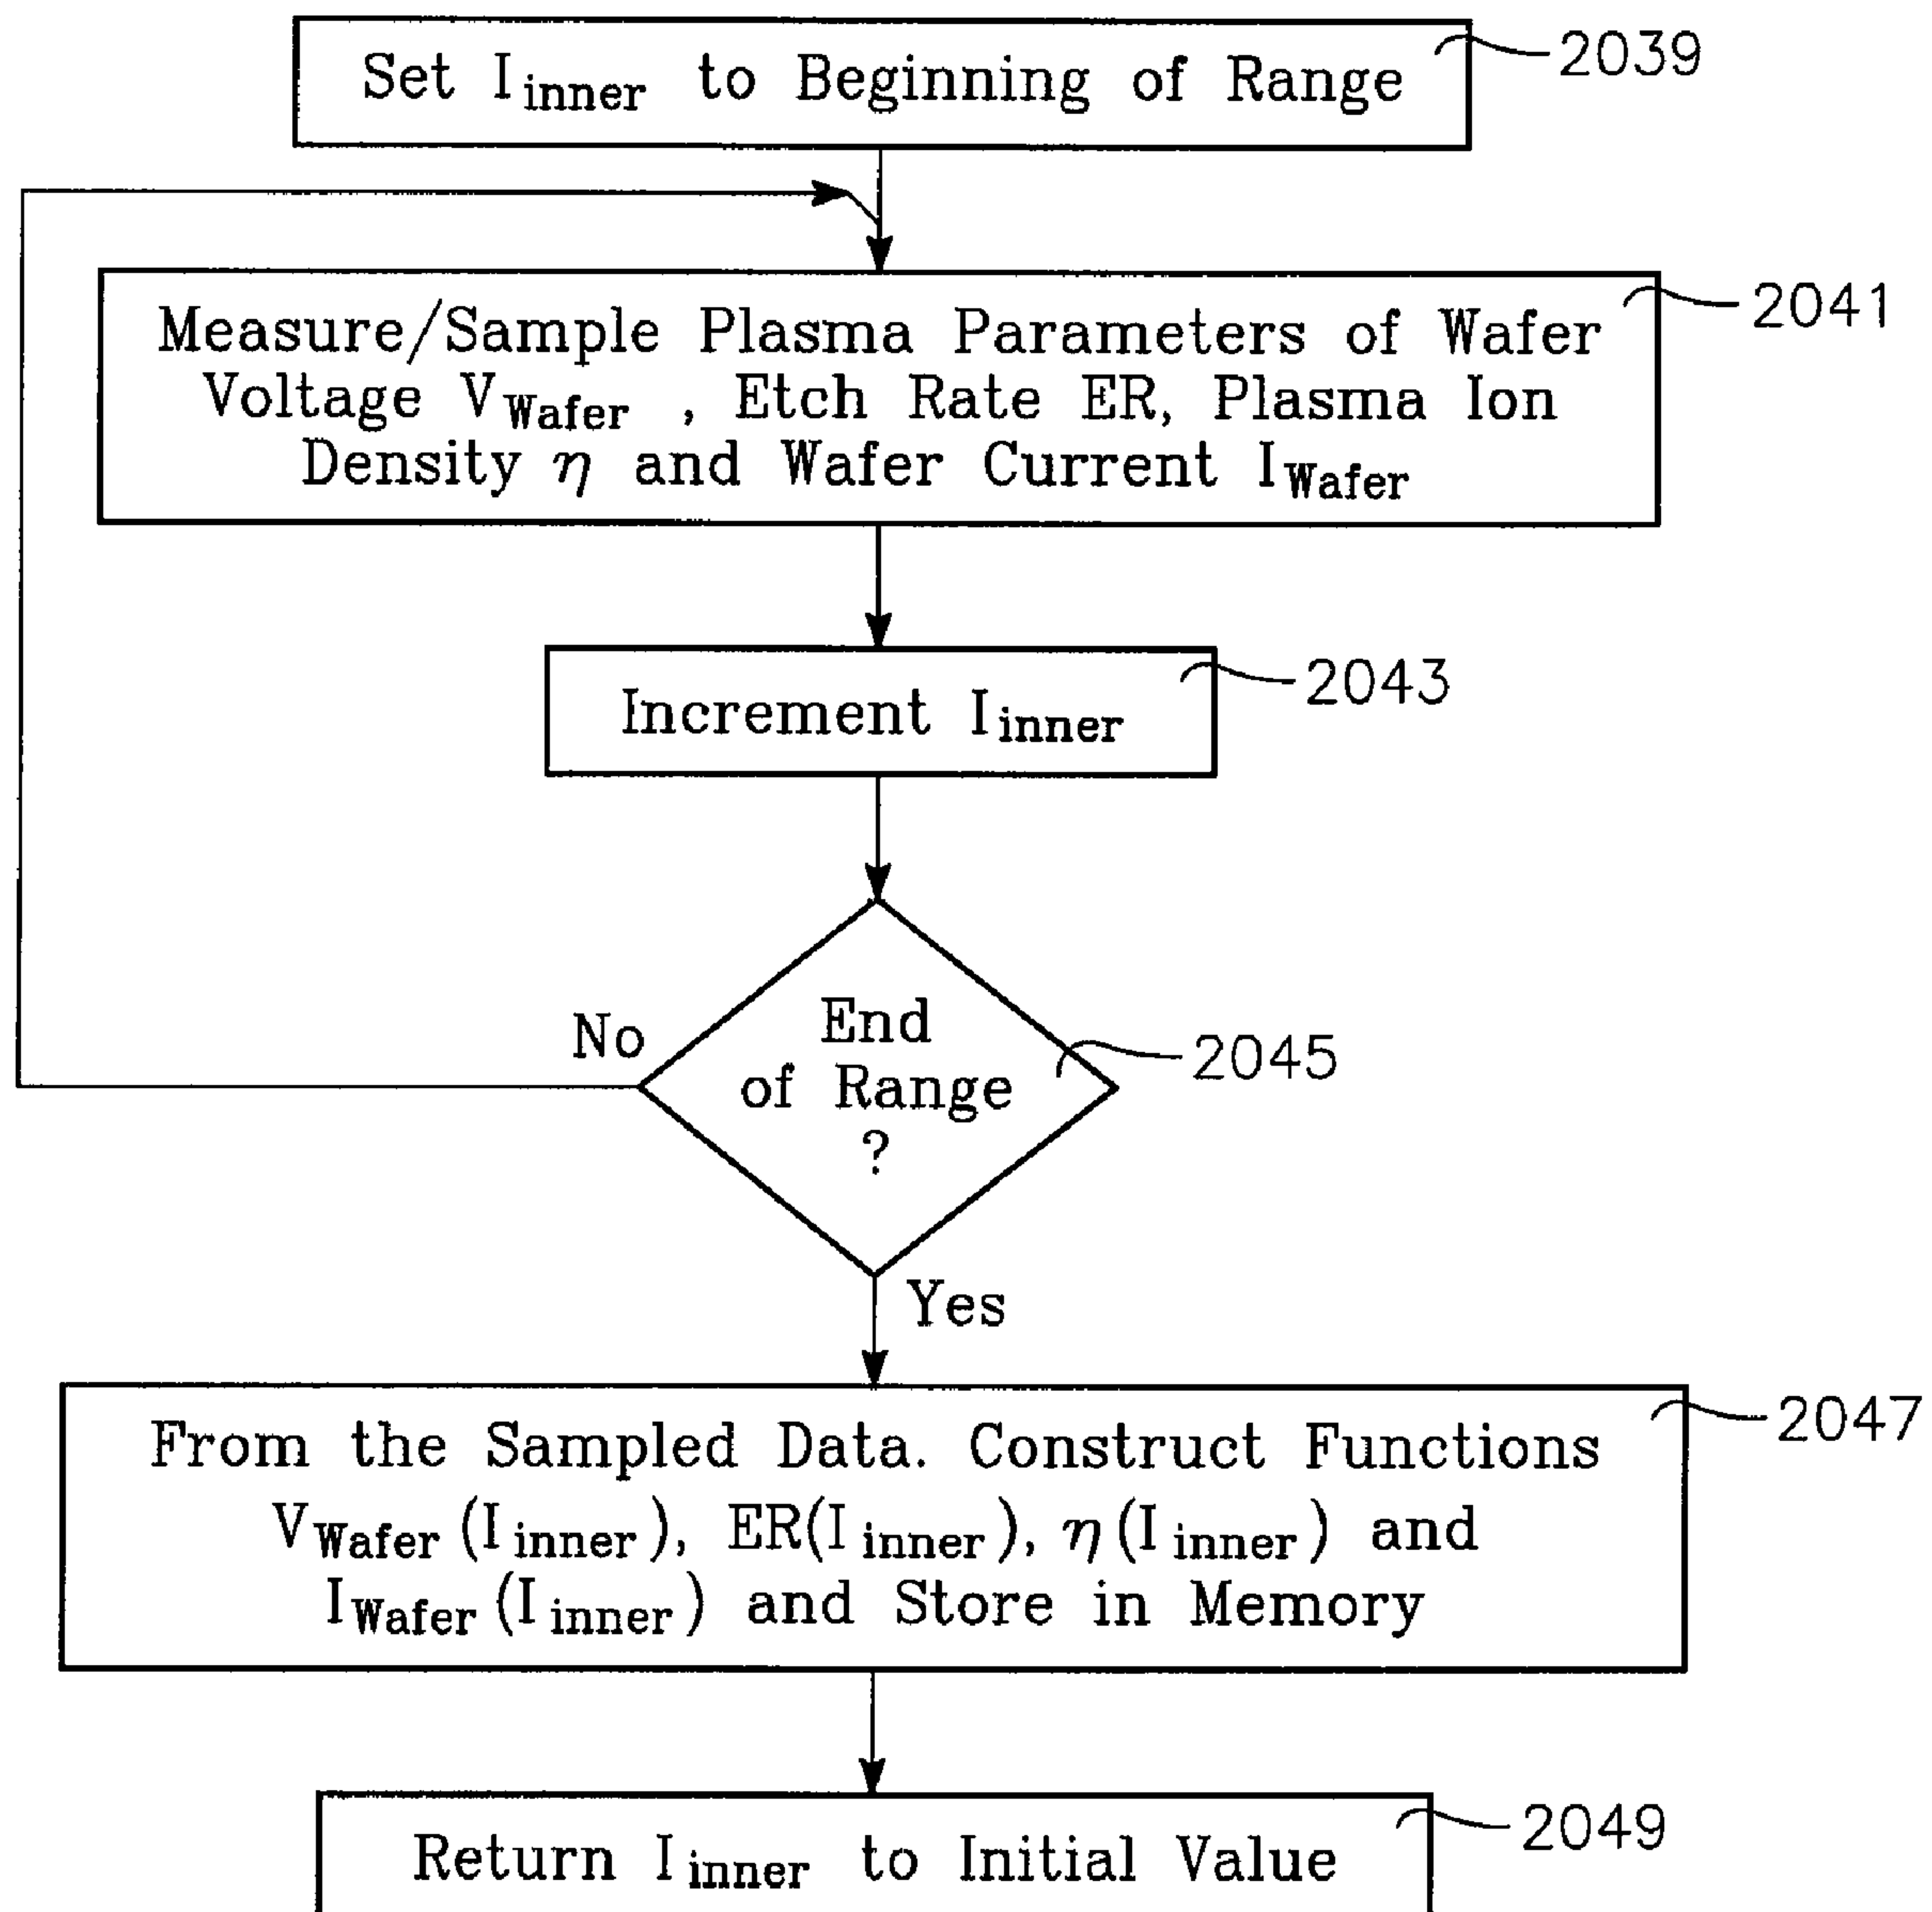 Set I inner to Beginning of Range
2039
Measure/Sample Plasma Parameters of Wafer
Voltage V Wafer , Etch Rate ER, Plasma Ion
Density η and Wafer Current I Wafer
2041
Increment I inner
2043
End
of Range
?
2045
No
Yes
From the Sampled Data. Construct Functions
V Wafer (I inner), ER(I inner), η(I inner) and
I Wafer (I inner) and Store in Memory
2047
Return I inner to Initial Value
2049